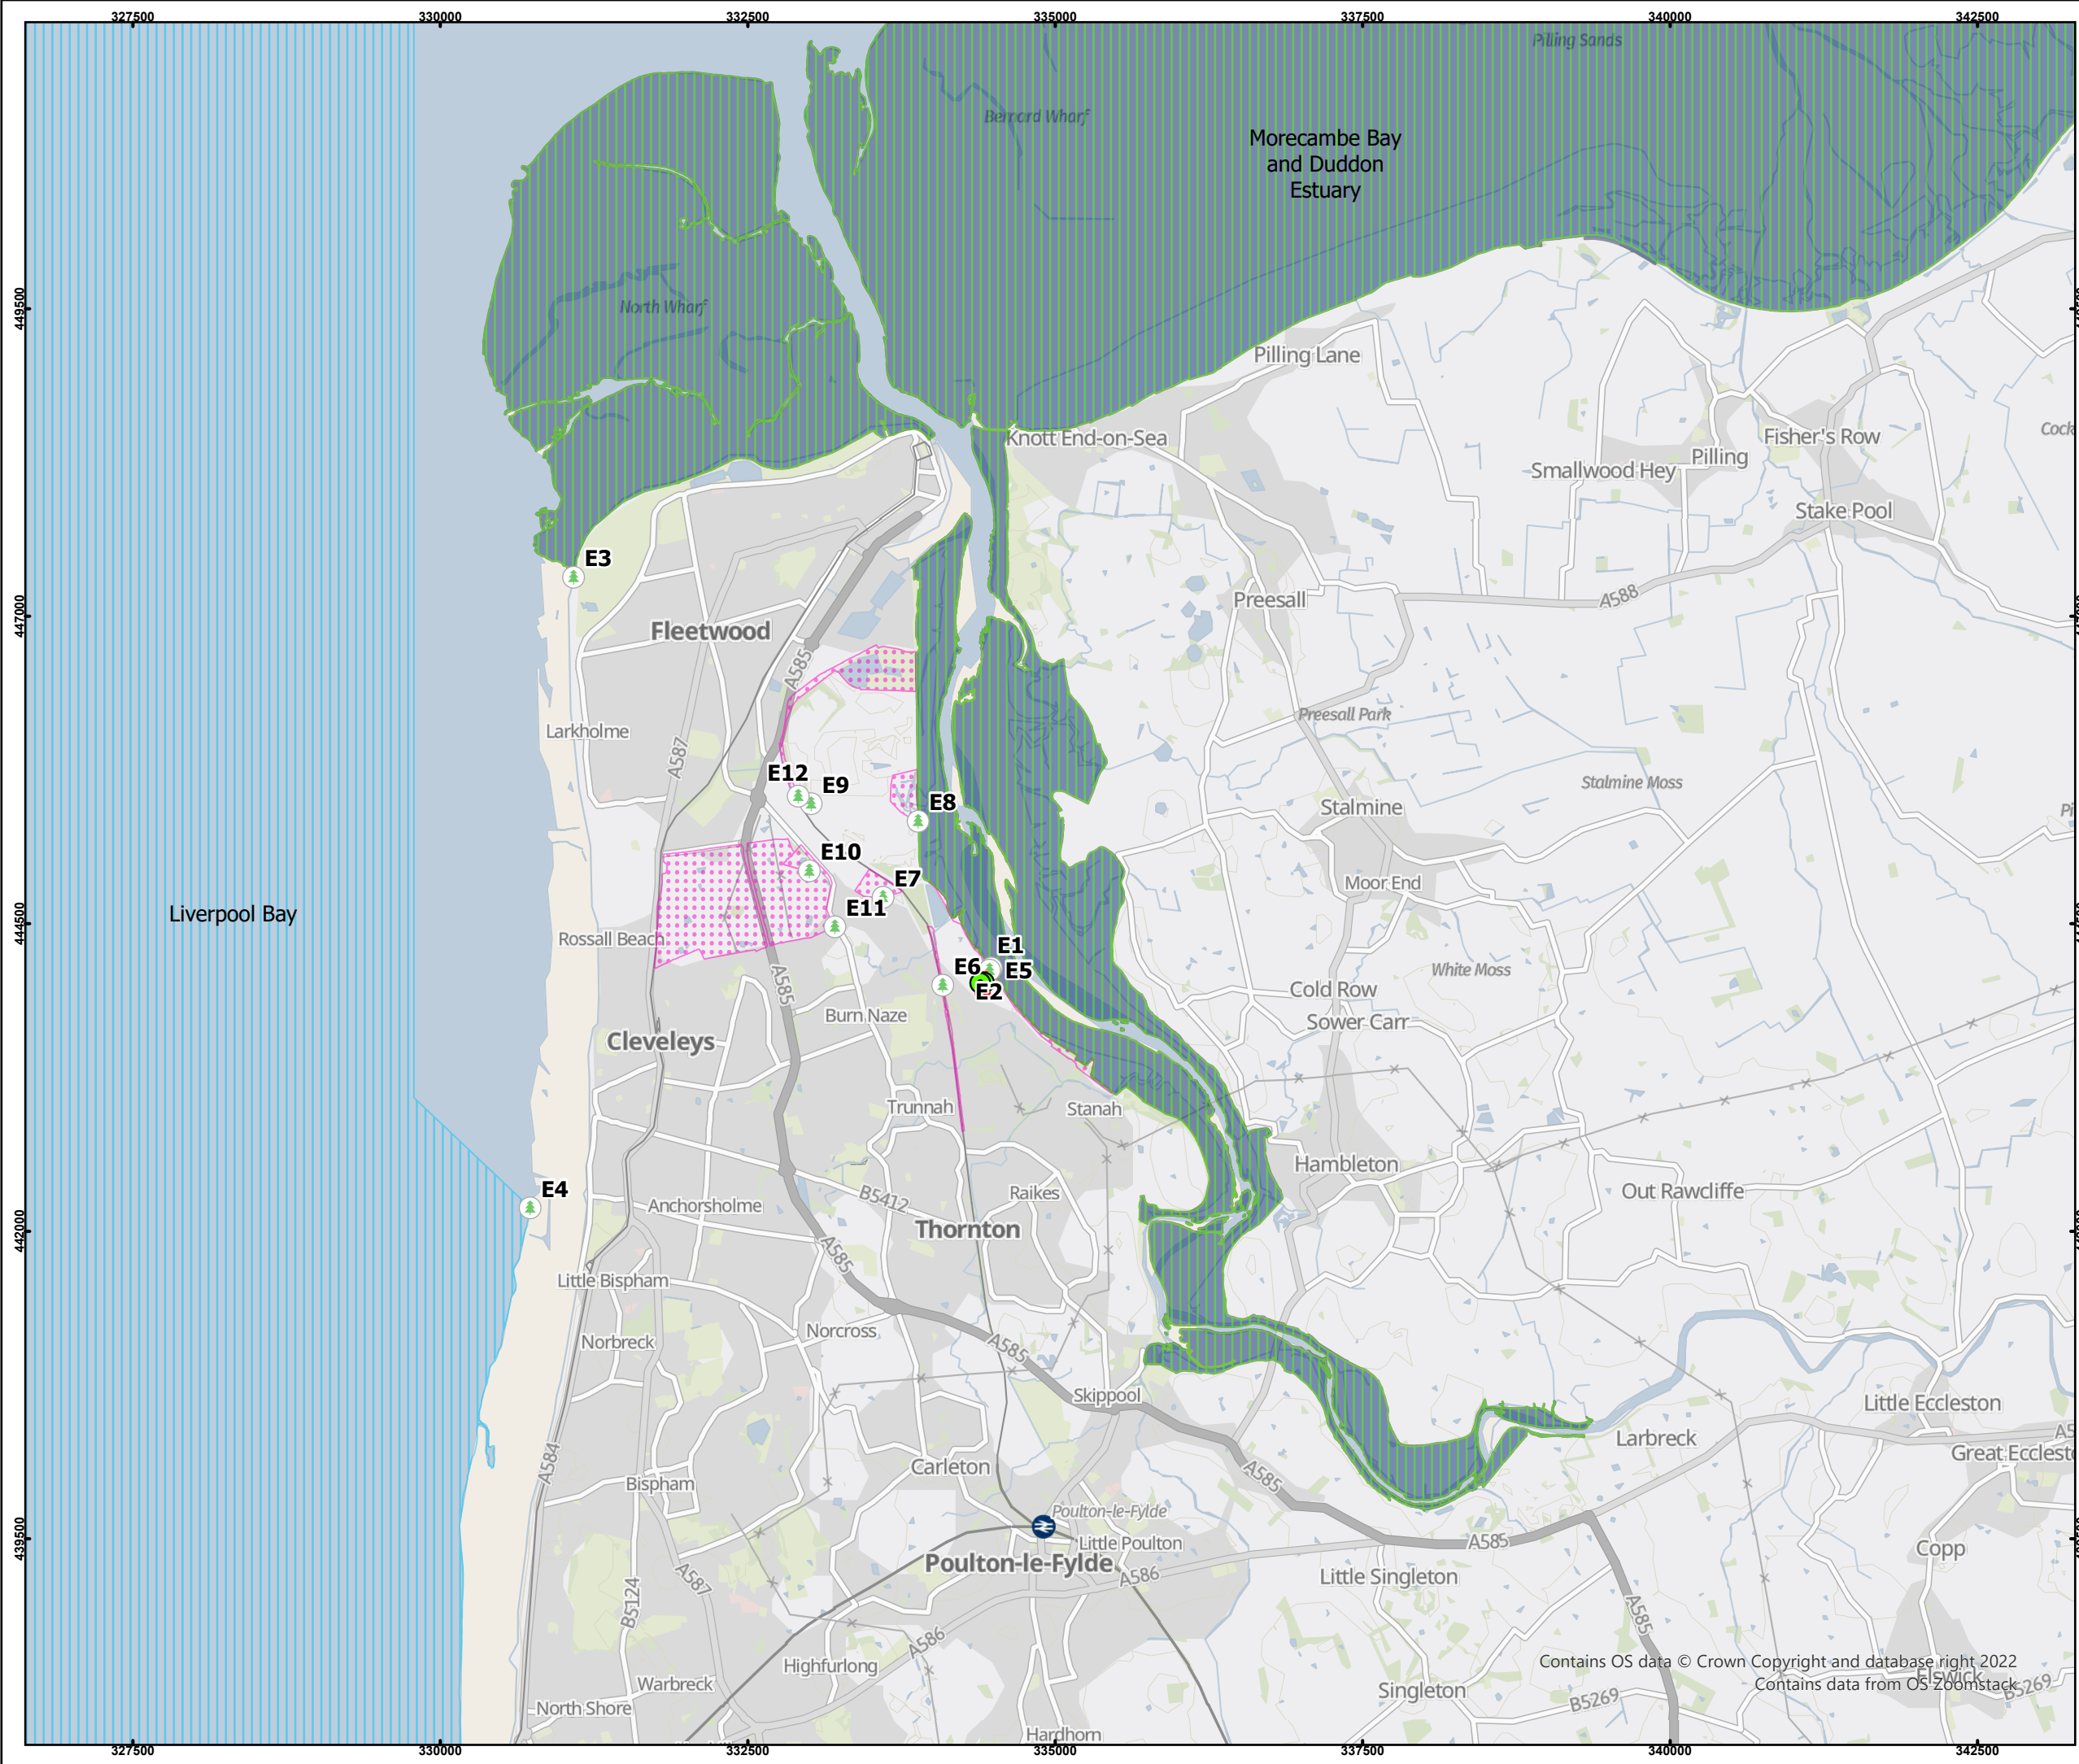 327500
330000
332500
335000
337500
340000
342500
Pilling Sands
Bernard Wharf
Morecambe Bay
and Duddon
Estuary
449500
North Wharf
Pilling Lane
Knott End-on-Sea
Fisher's Row
Cock
Pilling
Smallwood Hey
Stake Pool
E3
A588
Preesall
447000
Fleetwood
A585
Preesall Park
Larkholme
A587
E12
E9
Stalmine Moss
E8
Stalmine
Pi
E10
E7
Moor End
E11
Liverpool Bay
444500
Rossall Beach
E1
E6
E5
White Moss
A585
E2
Cold Row
Burn Naze
Sower Carr
Cleveleys
Trunnah
Stanah
Hambleton
E4
Raikes
Out Rawcliffe
Anchorsholme
B5412
442000
Thornton
A585
Little Bispham
Norcross
Norbreck
A585
Skippool
Little Eccleston
A5
Larbreck
Great Ecclest
A584
Carleton
A585
Bispham
Poulton-le-Fylde
439500
Little Poulton
A585
Copp
Poulton-le-Fylde
A587
A586
Little Singleton
B5124
A585
A586
Contains OS data © Crown Copyright and database right 2022
Highfurlong
Elswick
Contains data from OS Zoomstack
Warbreck
Singleton
B5269
B5269
North Shore
Hardhorn
327500
330000
332500
335000
337500
340000
342500